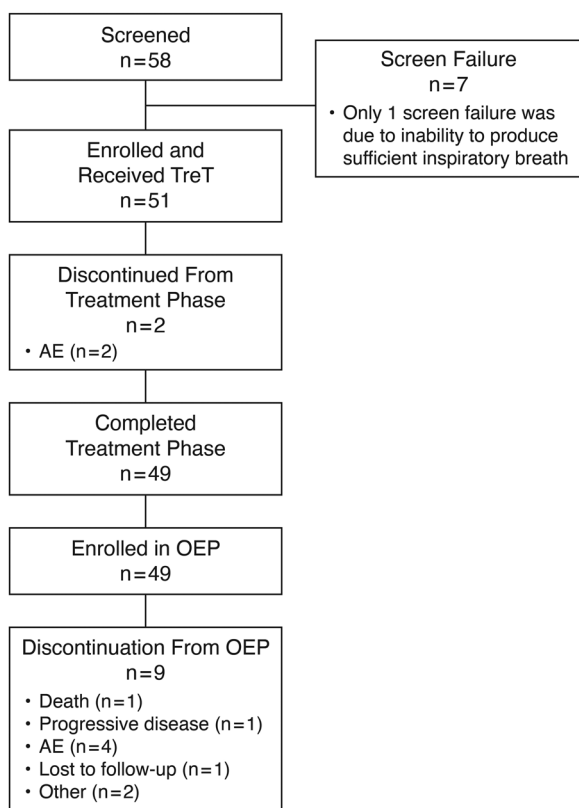 Screened
n=58
Screen Failure
n=7
• Only 1 screen failure was
due to inability to produce
sufficient inspiratory breath
Enrolled and
Received TreT
n=51
Discontinued From
Treatment Phase
n=2
• AE (n=2)
Completed
Treatment Phase
n=49
Enrolled in OEP
n=49
Discontinuation From OEP
n=9
• Death (n=1)
• Progressive disease (n=1)
• AE (n=4)
• Lost to follow-up (n=1)
• Other (n=2)